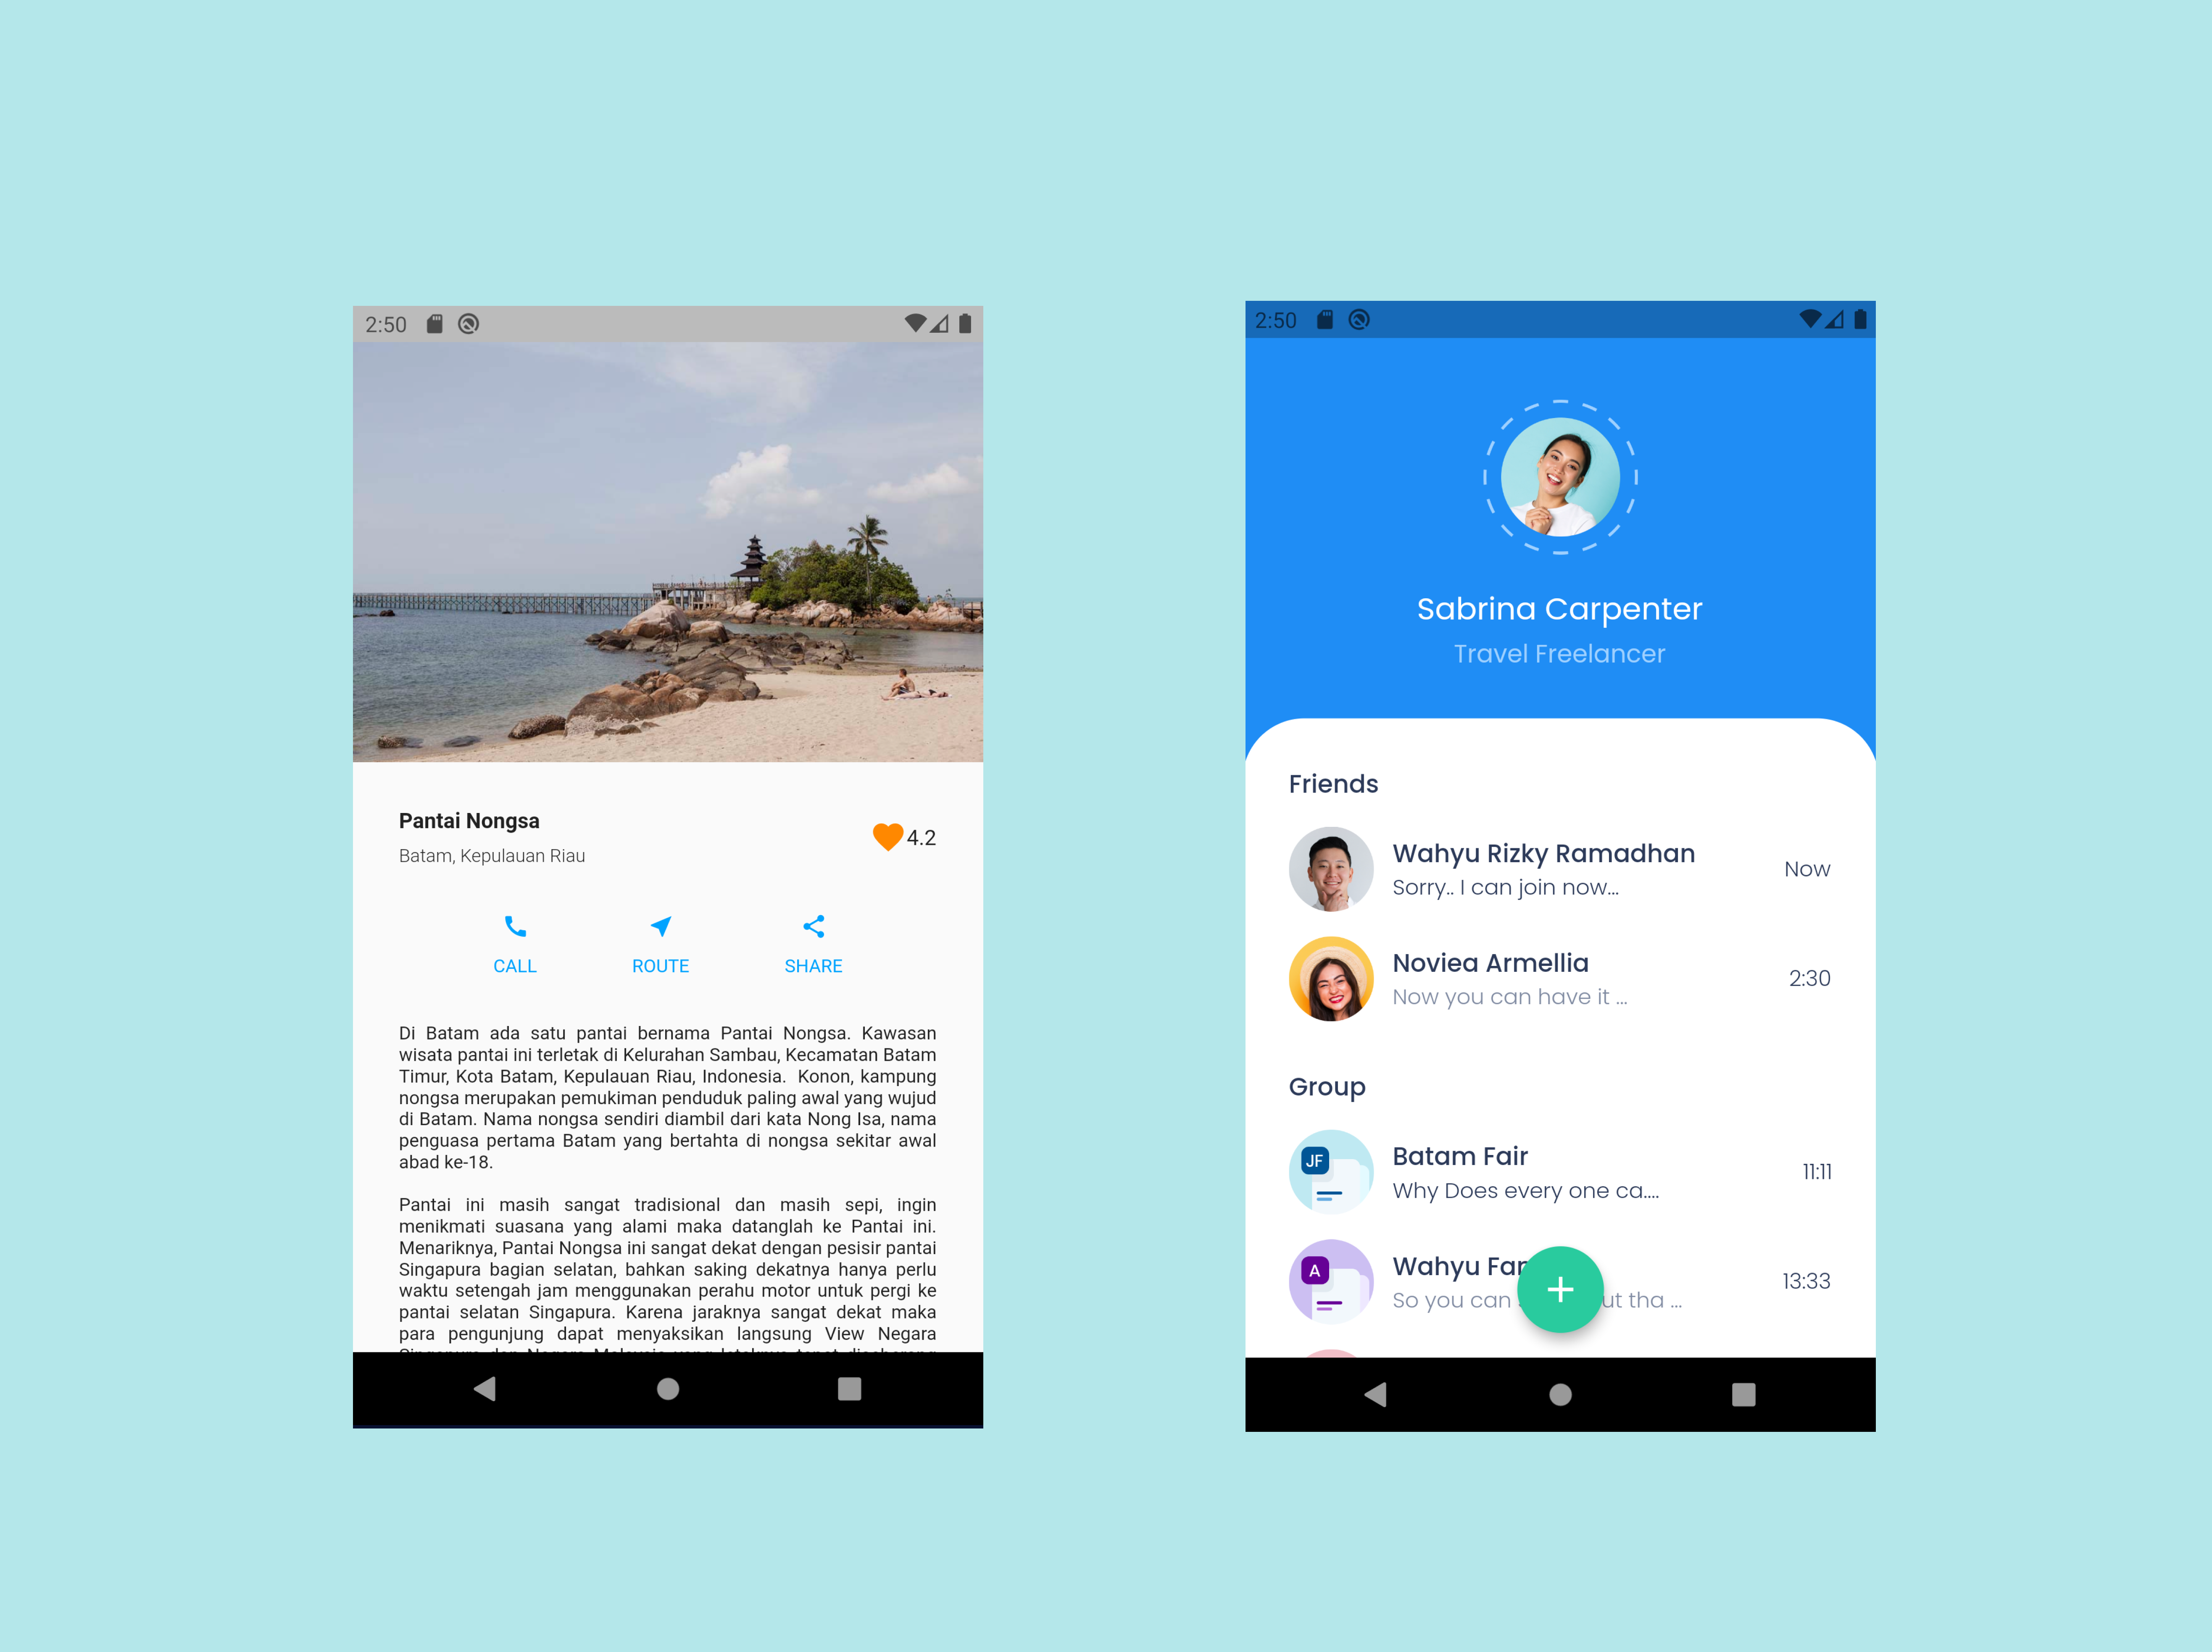 2:50
Pantai Nongsa
Batam, Kepulauan Riau
4.2
CALL
ROUTE
SHARE
Di Batam ada satu pantai bernama Pantai Nongsa. Kawasan
wisata pantai ini terletak di Kelurahan Sambau, Kecamatan Batam
Timur, Kota Batam, Kepulauan Riau, Indonesia. Konon, kampung
nongsa merupakan pemukiman penduduk paling awal yang wujud
di Batam. Nama nongsa sendiri diambil dari kata Nong Isa, nama
penguasa pertama Batam yang bertahta di nongsa sekitar awal
abad ke-18.
Pantai ini masih sangat tradisional dan masih sepi, ingin
menikmati suasana yang alami maka datanglah ke Pantai ini.
Menariknya, Pantai Nongsa ini sangat dekat dengan pesisir pantai
Singapura bagian selatan, bahkan saking dekatnya hanya perlu
waktu setengah jam menggunakan perahu motor untuk pergi ke
pantai selatan Singapura. Karena jaraknya sangat dekat maka
para pengunjung dapat menyaksikan langsung View Negara
2:50
Sabrina Carpenter
Travel Freelancer
Friends
Wahyu Rizky Ramadhan
Now
Sorry.. I can join now...
Noviea Armellia
2:30
Now you can have it ...
Group
JF
Batam Fair
11:11
Why Does every one ca....
A
Wahyu
13:33
So you can
tha ...